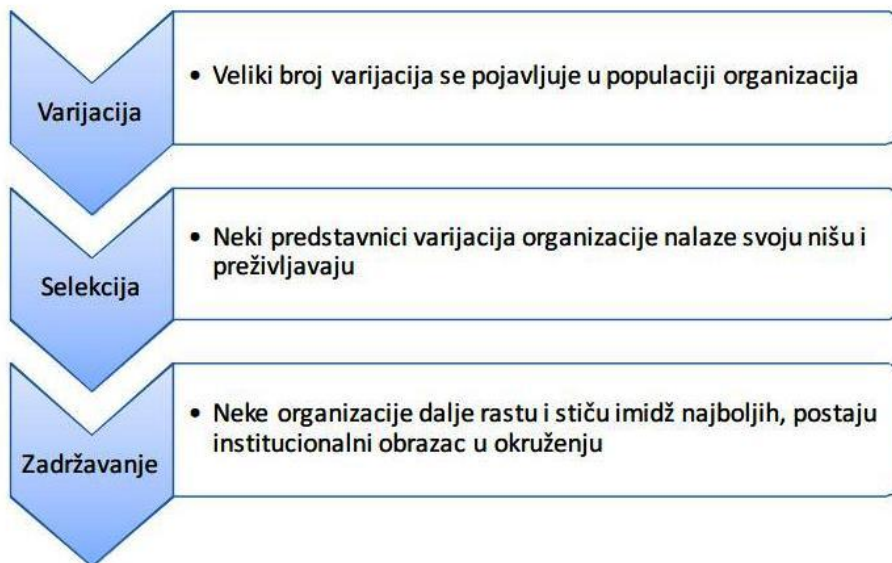 Varijacija
• Veliki broj varijacija se pojavljuje u populaciji organizacija
Selekcija
• Neki predstavnici varijacija organizacije nalaze svoju nišu i
preživljavaju
Zadržavanje
• Neke organizacije dalje rastu i stiču imidž najboljih, postaju
institucionalni obrazac u okruženju